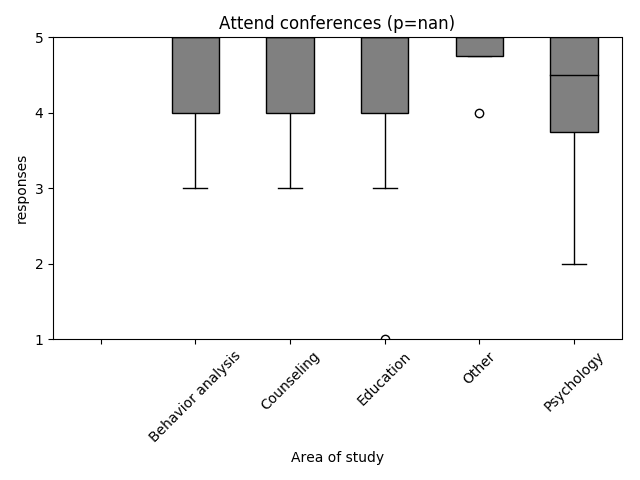 Attend conferences (p=nan)
responses
5
4
3
2
1
Behavior analysis
Counseling
Education
Other
Psychology
Area of study